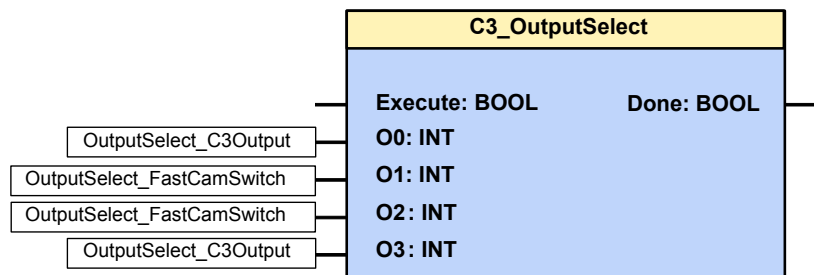 C3_OutputSelect
Execute: BOOL Done: BOOL
OutputSelect_C3Output O0: INT
OutputSelect_FastCamSwitch O1: INT
OutputSelect_FastCamSwitch O2: INT
OutputSelect_C3Output O3: INT